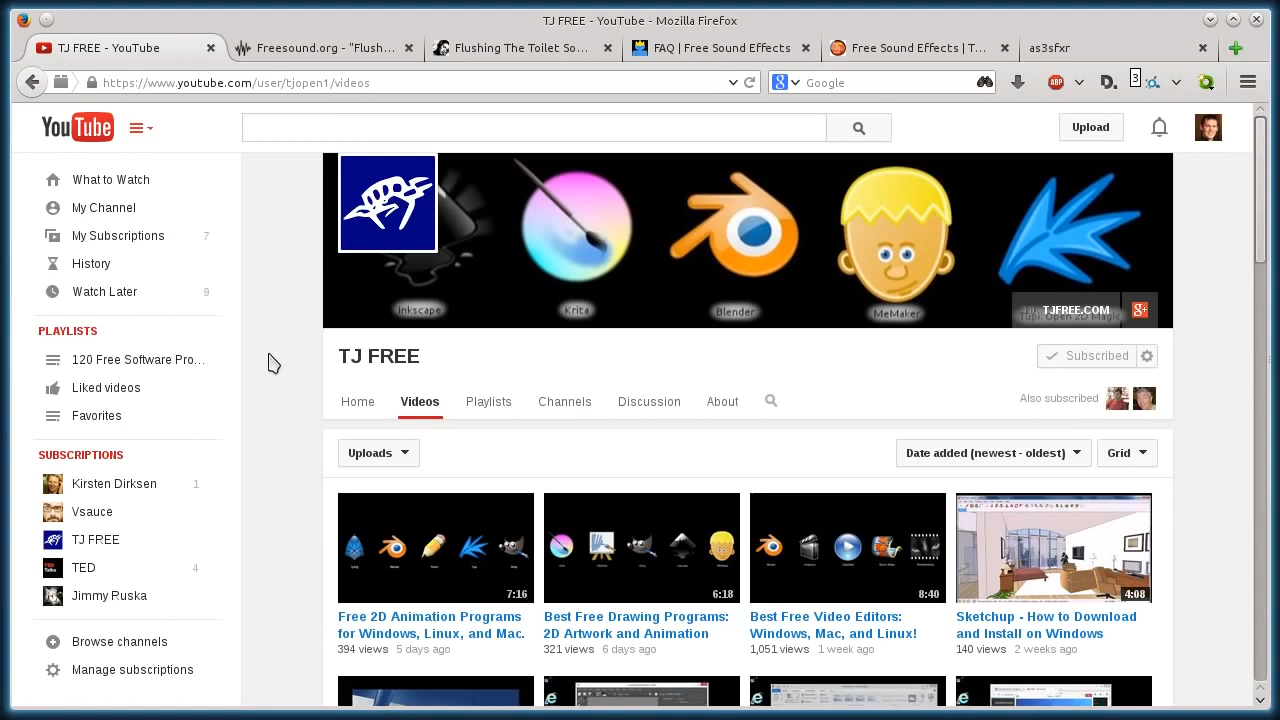 TJ FREE - YouTube - Mozilla Firefox
TJ FREE - YouTube
Freesound.org - "Flush...
Flushing The Toilet So...
FAQ | Free Sound Effects
Free Sound Effects | T...
as3sfxr
https://www.youtube.com/user/tjopen1/videos
8
Google
ABP
D.
3
YouTube
Upload
What to Watch
My Channel
My Subscriptions 7
History
Watch Later 9
PLAYLISTS
120 Free Software Pro...
Liked videos
Favorites
SUBSCRIPTIONS
Kirsten Dirksen 1
Vsauce
TJ FREE
TED 4
Jimmy Puska
Browse channels
Manage subscriptions
Inkscape
Krita
Blender
MeMaker
TJFREE.COM
g+
TJ FREE
Subscribed
Home
Videos
Playlists
Channels
Discussion
About
Also subscribed
Uploads
Date added (newest - oldest)
Grid
7:16
6:18
8:40
4:08
Free 2D Animation Programs
for Windows, Linux, and Mac.
394 views 5 days ago
Best Free Drawing Programs:
2D Artwork and Animation
321 views 6 days ago
Best Free Video Editors:
Windows, Mac, and Linux!
1,051 views 1 week ago
Sketchup - How to Download
and Install on Windows
140 views 2 weeks ago